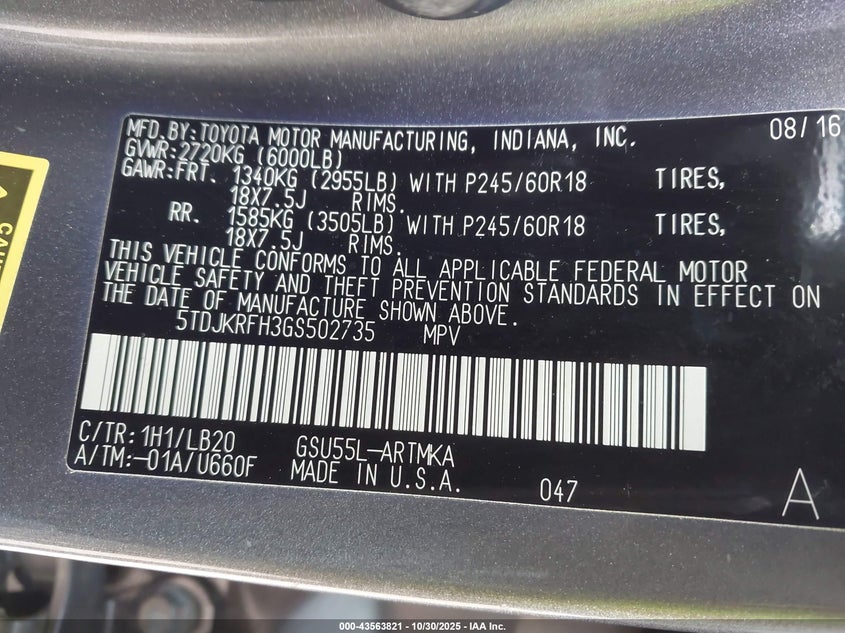 MFD.BY:TOYOTA MOTOR MANUFACTURING, INDIANA, INC. 08/16
GVWR:2720KG (6000LB)
GAWR:FRT. 1340KG (2955LB) WITH P245/60R18 TIRES,
18X7.5J RIMS.
RR. 1585KG (3505LB) WITH P245/60R18 TIRES,
18X7.5J RIMS.
THIS VEHICLE CONFORMS TO ALL APPLICABLE FEDERAL MOTOR
VEHICLE SAFETY AND THEFT PREVENTION STANDARDS IN EFFECT ON
THE DATE OF MANUFACTURE SHOWN ABOVE.
5TDJKRFH3GS502735 MPV
C/TR:1H1/LB20 GSU55L-ARTMKA
A/TM:-01A/U660F MADE IN U.S.A. 047 A
000-43563821 - 10/30/2025 - IAA Inc.